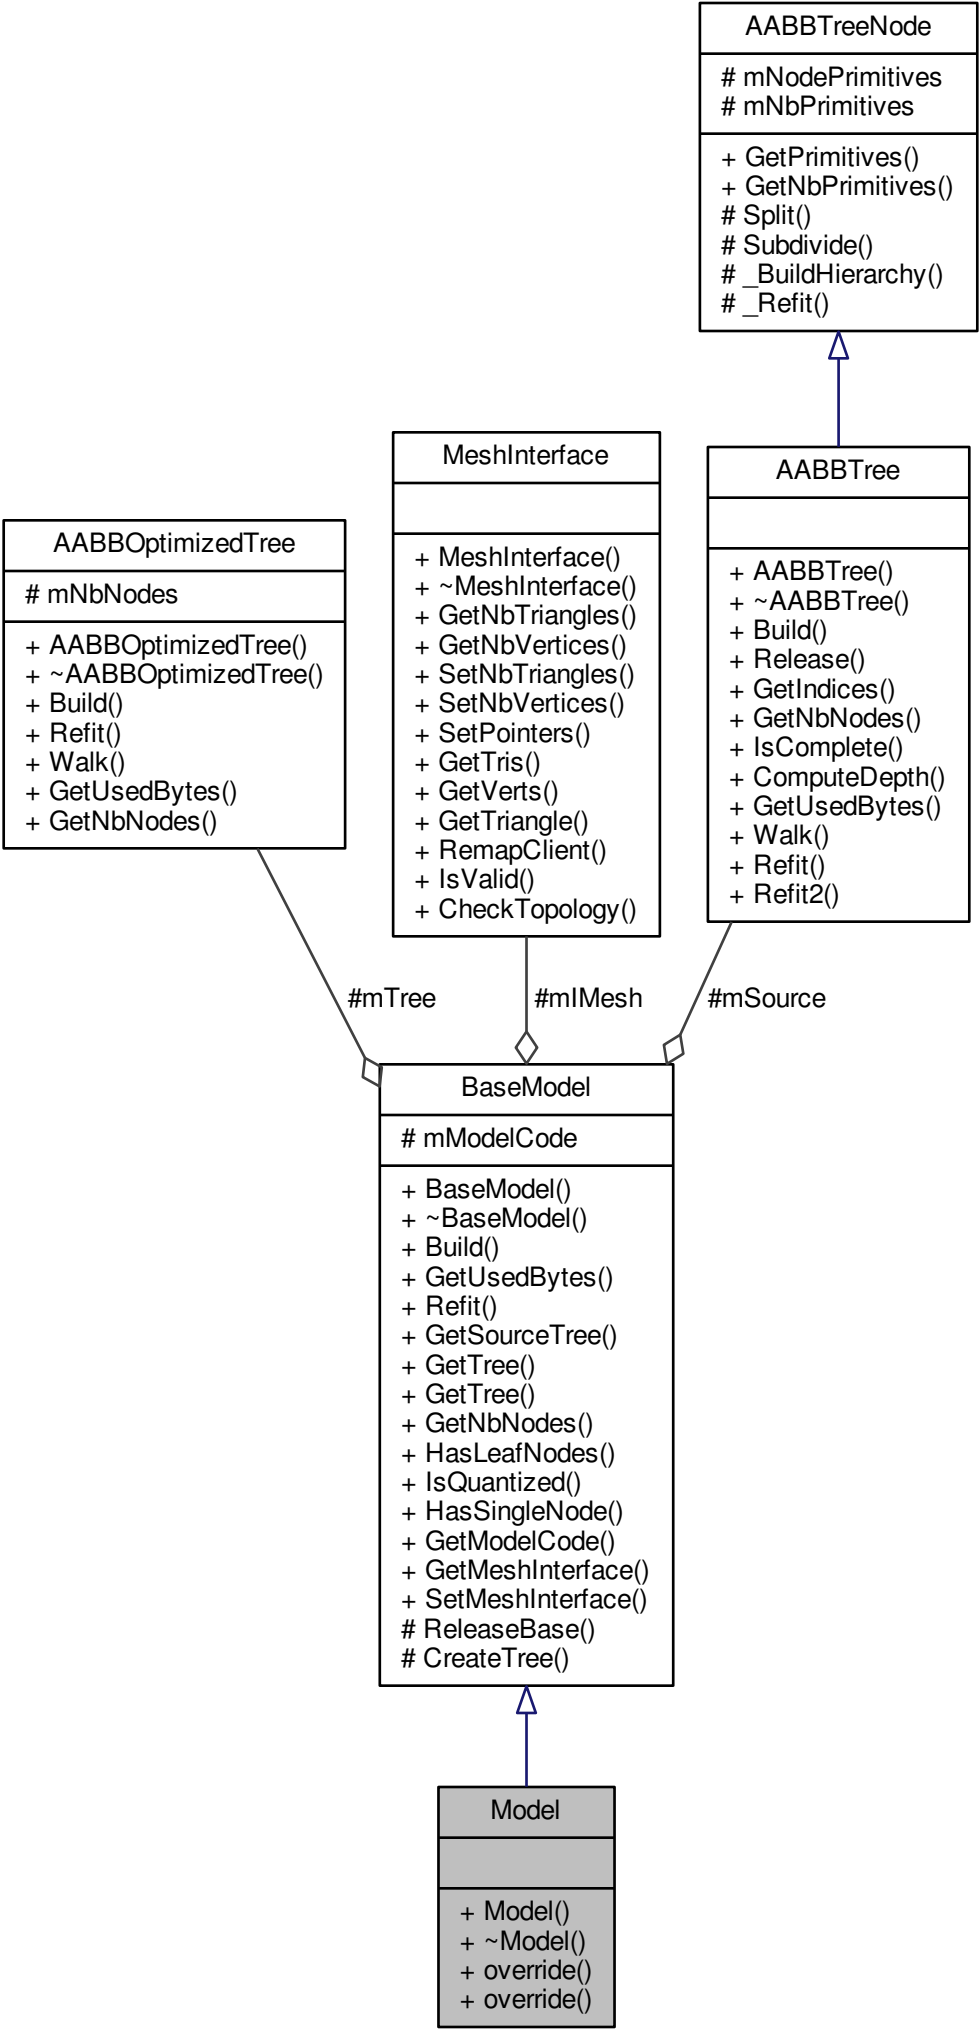 AABBTreeNode
# mNodePrimitives
# mNbPrimitives
+ GetPrimitives()
+ GetNbPrimitives()
# Split()
# Subdivide()
# _BuildHierarchy()
# _Refit()
AABBOptimizedTree
# mNbNodes
+ AABBOptimizedTree()
+ ~AABBOptimizedTree()
+ Build()
+ Refit()
+ Walk()
+ GetUsedBytes()
+ GetNbNodes()
MeshInterface
+ MeshInterface()
+ ~MeshInterface()
+ GetNbTriangles()
+ GetNbVertices()
+ SetNbTriangles()
+ SetNbVertices()
+ SetPointers()
+ GetTris()
+ GetVerts()
+ GetTriangle()
+ RemapClient()
+ IsValid()
+ CheckTopology()
AABBTree
+ AABBTree()
+ ~AABBTree()
+ Build()
+ Release()
+ GetIndices()
+ GetNbNodes()
+ IsComplete()
+ ComputeDepth()
+ GetUsedBytes()
+ Walk()
+ Refit()
+ Refit2()
#mTree
#mIMesh
#mSource
BaseModel
# mModelCode
+ BaseModel()
+ ~BaseModel()
+ Build()
+ GetUsedBytes()
+ Refit()
+ GetSourceTree()
+ GetTree()
+ GetTree()
+ GetNbNodes()
+ HasLeafNodes()
+ IsQuantized()
+ HasSingleNode()
+ GetModelCode()
+ GetMeshInterface()
+ SetMeshInterface()
# ReleaseBase()
# CreateTree()
Model
+ Model()
+ ~Model()
+ override()
+ override()